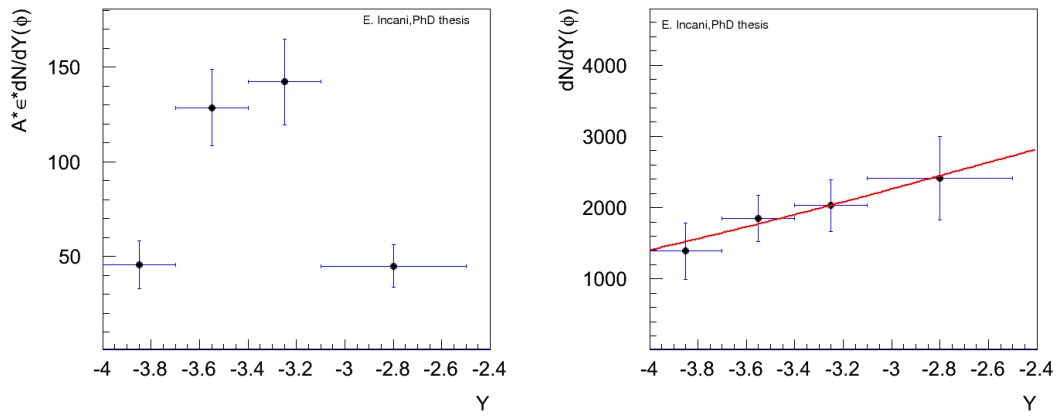 E. Incani,PhD thesis
A*ϵ*dN/dY(ϕ)
150
100
50
-4 -3.8 -3.6 -3.4 -3.2 -3 -2.8 -2.6 -2.4
Y
E. Incani,PhD thesis
dN/dY(ϕ)
4000
3000
2000
1000
-4 -3.8 -3.6 -3.4 -3.2 -3 -2.8 -2.6 -2.4
Y